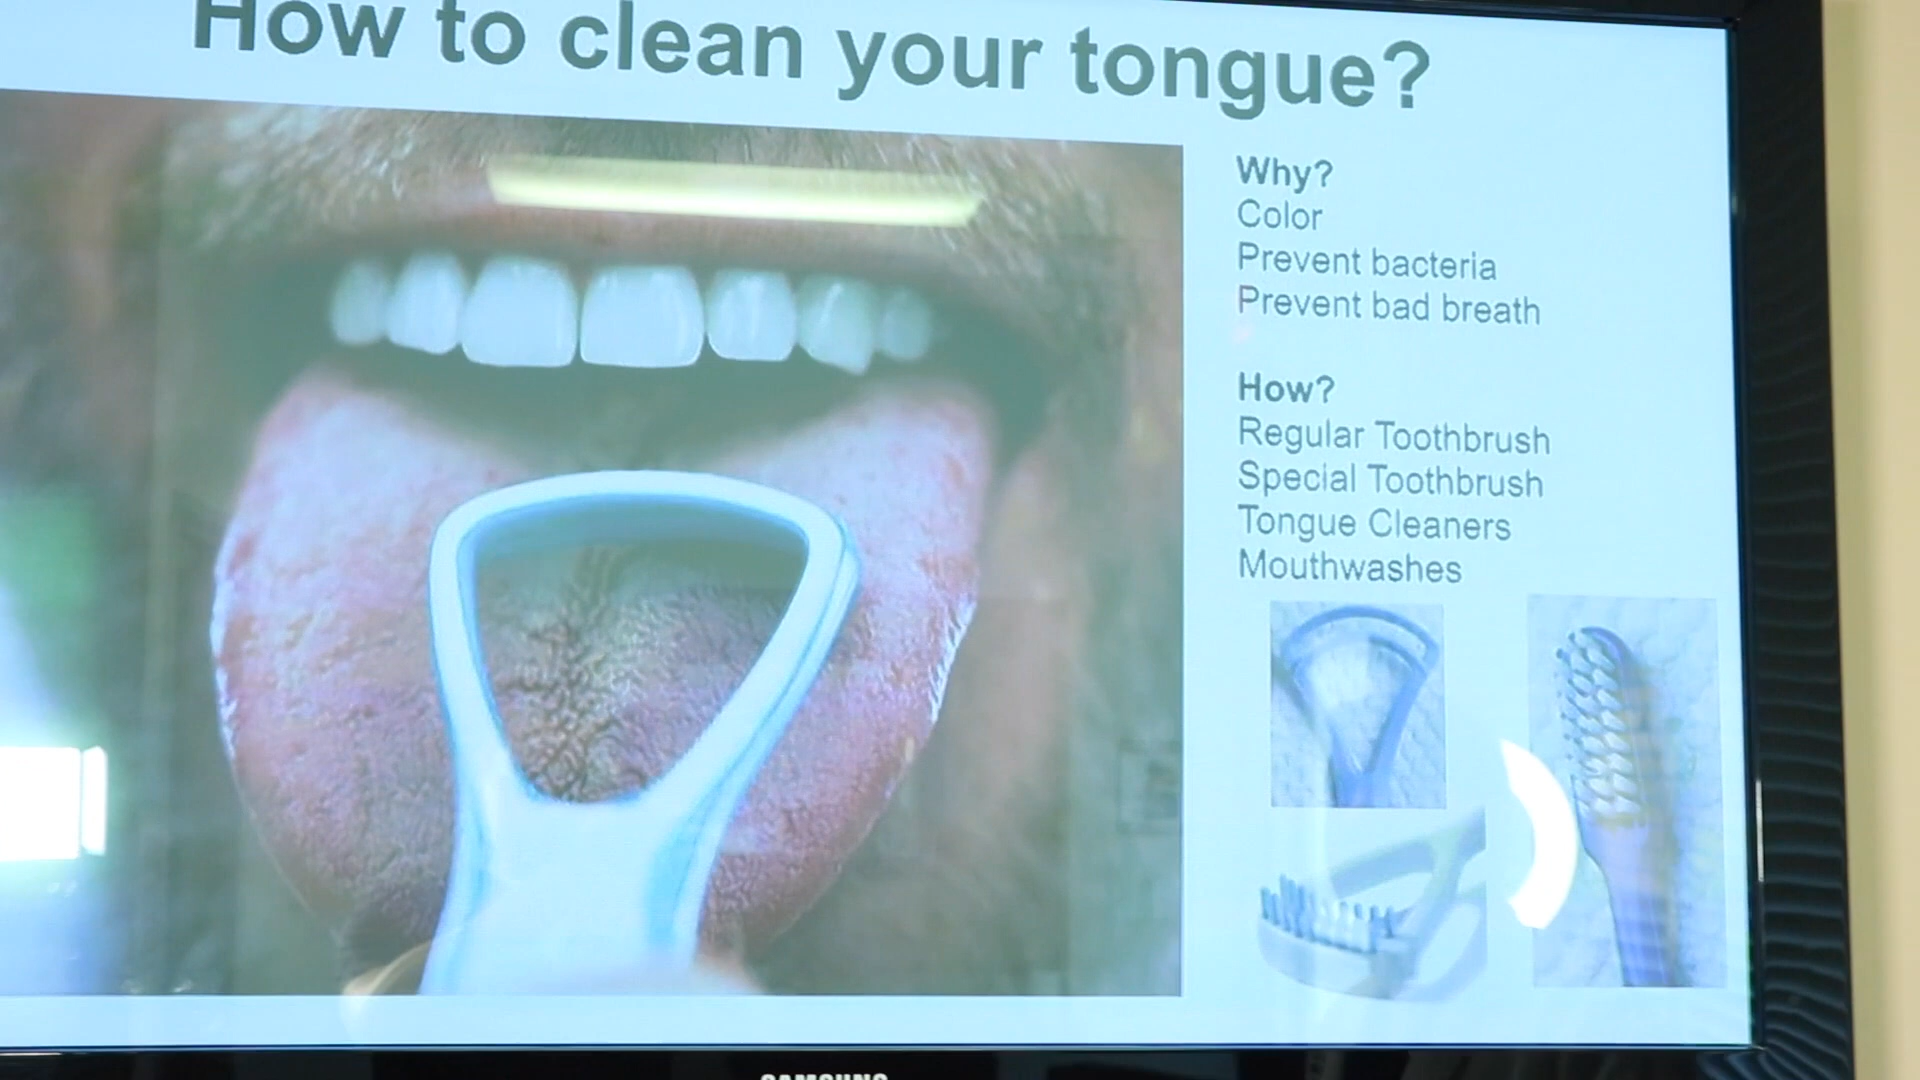 How to clean your tongue?
Why?
Color
Prevent bacteria
Prevent bad breath
How?
Regular Toothbrush
Special Toothbrush
Tongue Cleaners
Mouthwashes
SAMSUNG